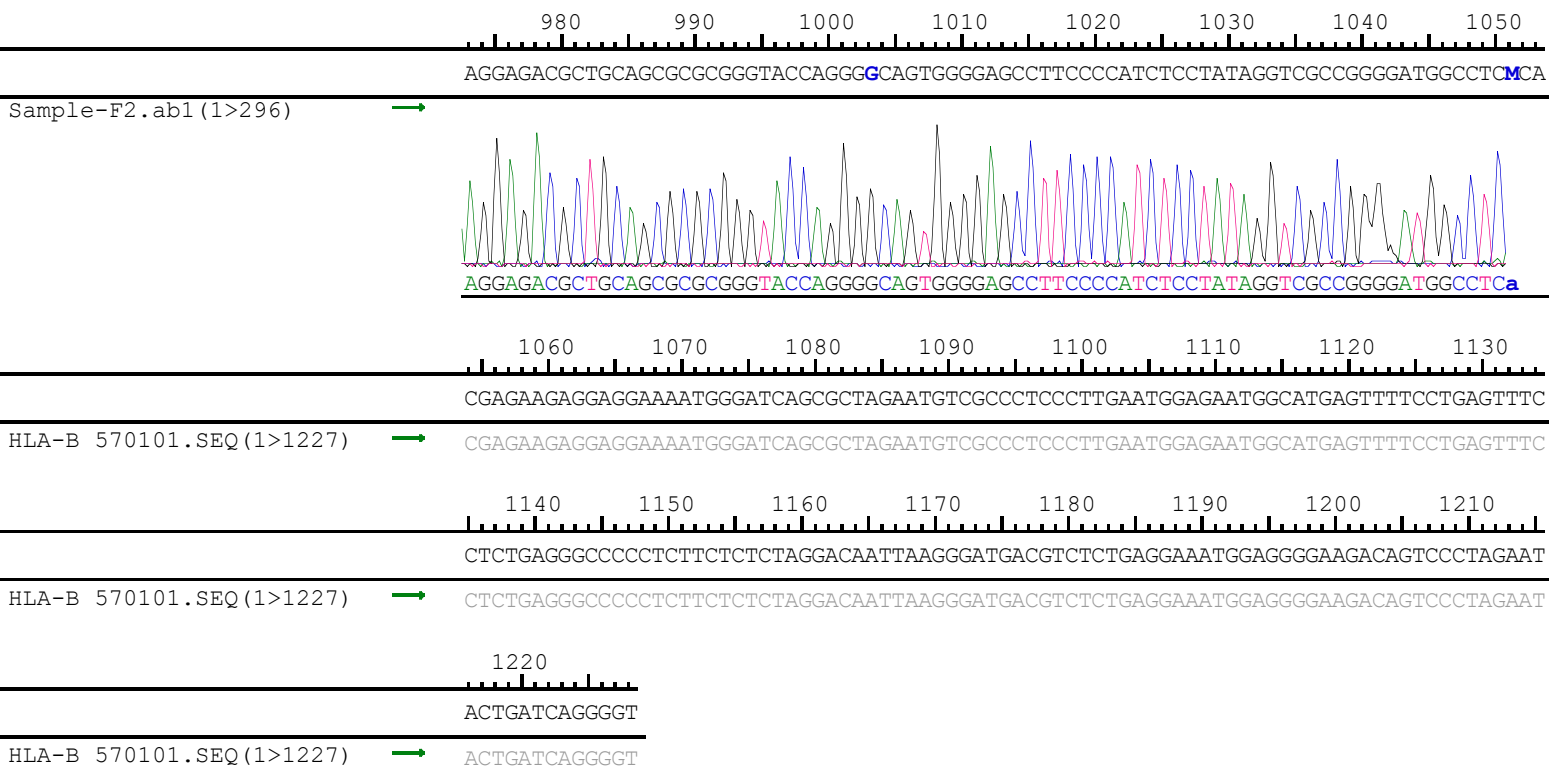 980 990 1000 1010 1020 1030 1040 1050
AGGAGACGCTGCAGCGCGCGGGTACCAGGGGCAGTGGGGAGCCTTCCCCATCTCCTATAGGTCGCCGGGGATGGCCTCMCA
Sample-F2.ab1(1>296)
AGGAGACGCTGCAGCGCGCGGGTACCAGGGGCAGTGGGGAGCCTTCCCCATCTCCTATAGGTCGCCGGGGATGGCCTCa
1060 1070 1080 1090 1100 1110 1120 1130
CGAGAAGAGGAGGAAAATGGGATCAGCGCTAGAATGTCGCCCTCCCTTGAATGGAGAATGGCATGAGTTTTCCTGAGTTTC
HLA-B 570101.SEQ(1>1227) CGAGAAGAGGAGGAAAATGGGATCAGCGCTAGAATGTCGCCCTCCCTTGAATGGAGAATGGCATGAGTTTTCCTGAGTTTC
1140 1150 1160 1170 1180 1190 1200 1210
CTCTGAGGGCCCCCTCTTCTCTCTAGGACAATTAAGGGATGACGTCTCTGAGGAAATGGAGGGGAAGACAGTCCCTAGAAT
HLA-B 570101.SEQ(1>1227) CTCTGAGGGCCCCCTCTTCTCTCTAGGACAATTAAGGGATGACGTCTCTGAGGAAATGGAGGGGAAGACAGTCCCTAGAAT
1220
ACTGATCAGGGGT
HLA-B 570101.SEQ(1>1227) ACTGATCAGGGGT